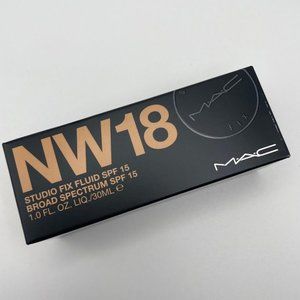 NW18
STUDIO FIX FLUID SPF 15
BROAD SPECTRUM SPF 15
1.0 FL. OZ. LIQ./30ML ℮
MAC
MAC